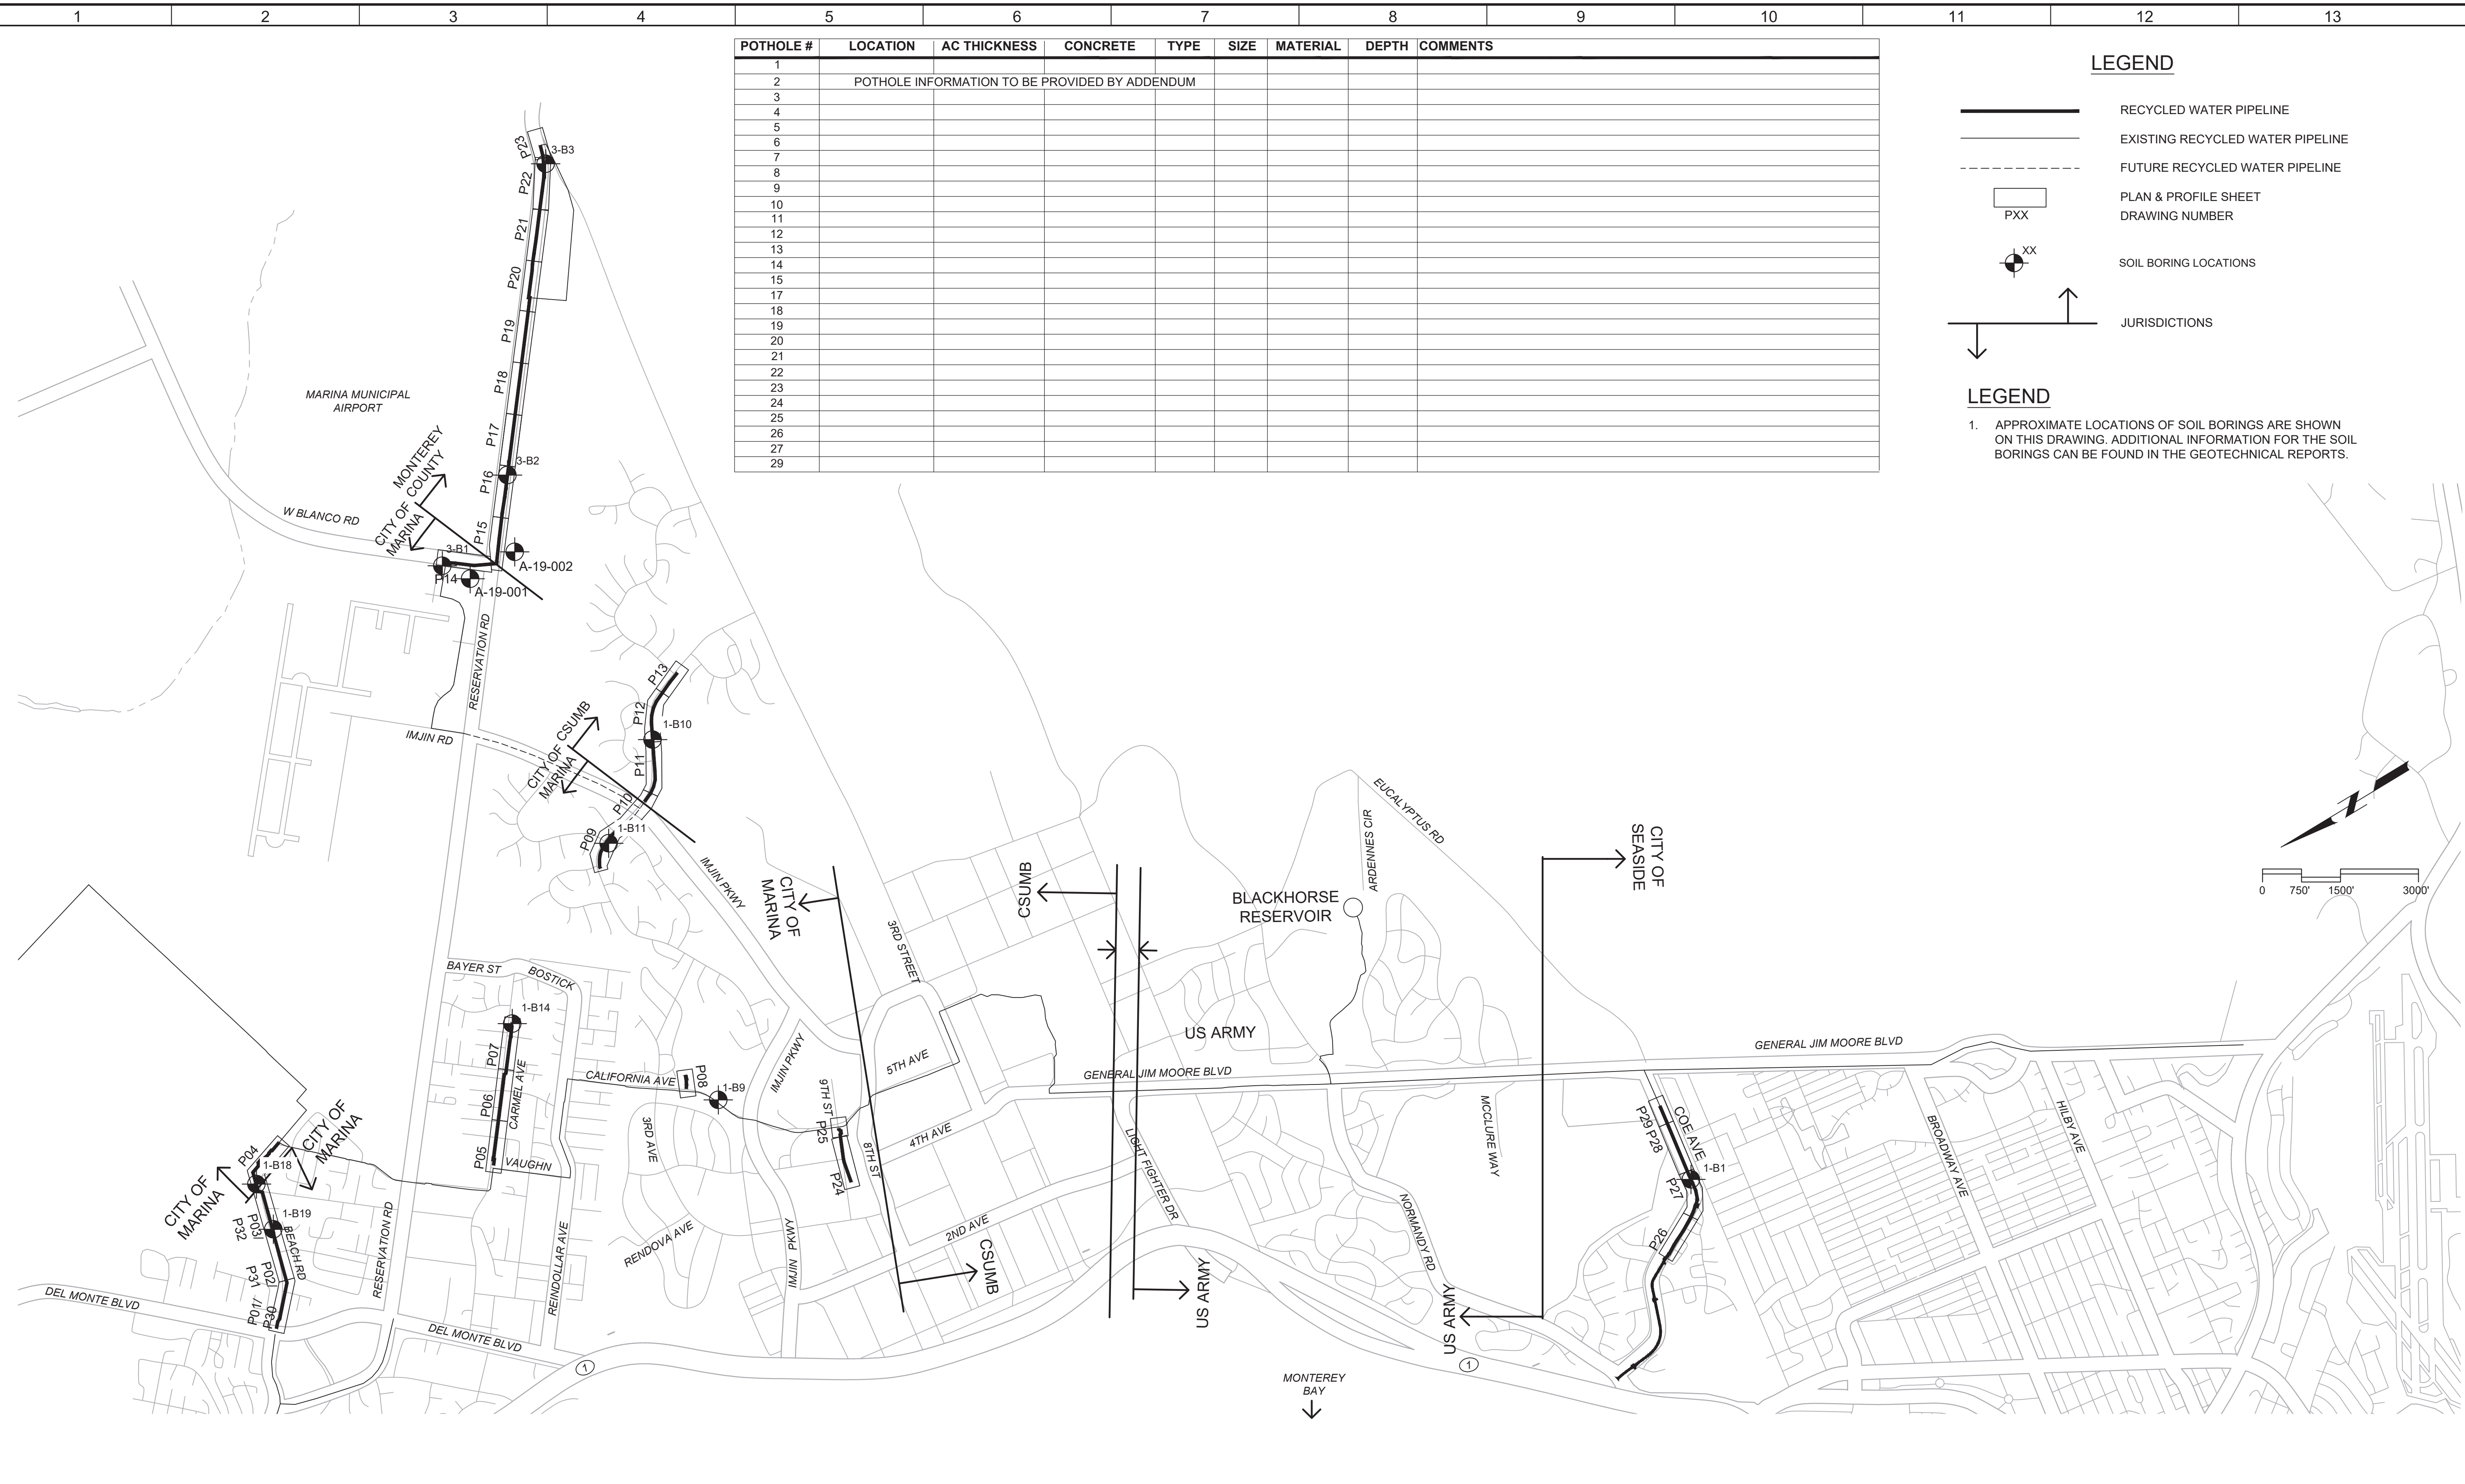 1 2 3 4 5 6 7 8 9 10 11 12 13
POTHOLE # LOCATION AC THICKNESS CONCRETE TYPE SIZE MATERIAL DEPTH COMMENTS
1
2 POTHOLE INFORMATION TO BE PROVIDED BY ADDENDUM
3
4
5
6
7
8
9
10
11
12
13
14
15
17
18
19
20
21
22
23
24
25
26
27
29
LEGEND
RECYCLED WATER PIPELINE
EXISTING RECYCLED WATER PIPELINE
FUTURE RECYCLED WATER PIPELINE
PLAN & PROFILE SHEET
PXX DRAWING NUMBER
XX
SOIL BORING LOCATIONS
JURISDICTIONS
LEGEND
1. APPROXIMATE LOCATIONS OF SOIL BORINGS ARE SHOWN
ON THIS DRAWING. ADDITIONAL INFORMATION FOR THE SOIL
BORINGS CAN BE FOUND IN THE GEOTECHNICAL REPORTS.
P23
3-B3
P22
P21
P20
P19
P18
P17
3-B2
P16
P15
MARINA MUNICIPAL
AIRPORT
MONTEREY
COUNTY
CITY OF
MARINA
W BLANCO RD
3-B1
P14
A-19-002
A-19-001
RESERVATION RD
P13
P12
1-B10
P11
CSUMB
CITY OF
MARINA
IMJIN RD
P10
1-B11
P09
IMJIN PKWY
CITY OF
MARINA
3RD STREET
CSUMB
BLACKHORSE
RESERVOIR
ARDENNES CIR
EUCALYPTUS RD
CITY OF
SEASIDE
0 750' 1500' 3000'
BAYER ST
BOSTICK
1-B14
P07
P06
P05
CARMEL AVE
VAUGHN
CALIFORNIA AVE
P08
1-B9
IMJIN PKWY
9TH ST
5TH AVE
P25
P24
8TH ST
4TH AVE
3RD AVE
US ARMY
GENERAL JIM MOORE BLVD
GENERAL JIM MOORE BLVD
LIGHT FIGHTER DR
MCCLURE WAY
P29
P28
COE AVE
1-B1
P27
P26
BROADWAY AVE
HILBY AVE
P04
CITY OF
MARINA
1-B18
CITY OF
MARINA
1-B19
P03/
P32
BEACH RD
P02/
P31
P01/
P30
RESERVATION RD
REINDOLLAR AVE
RENDOVA AVE
IMJIN PKWY
2ND AVE
CSUMB
US ARMY
NORMANDY RD
US ARMY
DEL MONTE BLVD
DEL MONTE BLVD
1
1
MONTEREY
BAY